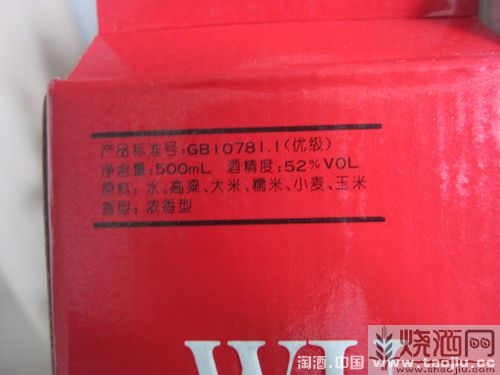 产品标准号:GB10781.1(优级)
净含量:500mL 酒精度:52%VOL
原料:水、高粱、大米、糯米、小麦、玉米
香型:浓香型
烧酒网
www.shaojiu.com
淘酒.中国 www.taojiu.cc